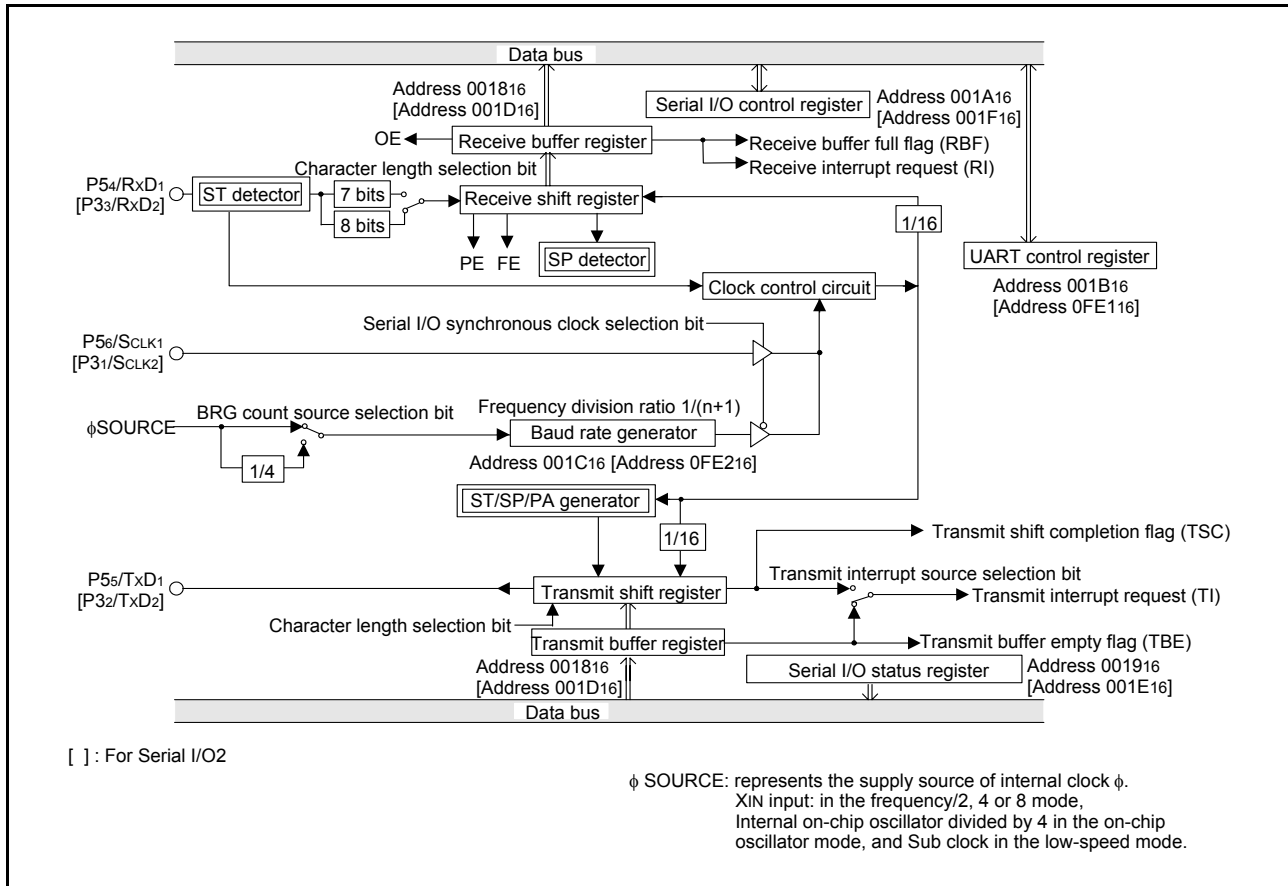 Data bus
Address 001816
[Address 001D16]
Serial I/O control register
Address 001A16
[Address 001F16]
OE
Receive buffer register
Receive buffer full flag (RBF)
Receive interrupt request (RI)
Character length selection bit
P54/RxD1
[P33/RxD2]
ST detector
7 bits
8 bits
Receive shift register
1/16
PE
FE
SP detector
UART control register
Address 001B16
[Address 0FE116]
Clock control circuit
Serial I/O synchronous clock selection bit
P56/SCLK1
[P31/SCLK2]
BRG count source selection bit
Frequency division ratio 1/(n+1)
ϕSOURCE
Baud rate generator
1/4
Address 001C16 [Address 0FE216]
ST/SP/PA generator
1/16
Transmit shift completion flag (TSC)
P55/TxD1
[P32/TxD2]
Transmit shift register
Transmit interrupt source selection bit
Transmit interrupt request (TI)
Character length selection bit
Transmit buffer register
Transmit buffer empty flag (TBE)
Address 001816
[Address 001D16]
Serial I/O status register
Address 001916
[Address 001E16]
Data bus
[ ] : For Serial I/O2
ϕ SOURCE: represents the supply source of internal clock ϕ.
XIN input: in the frequency/2, 4 or 8 mode,
Internal on-chip oscillator divided by 4 in the on-chip
oscillator mode, and Sub clock in the low-speed mode.